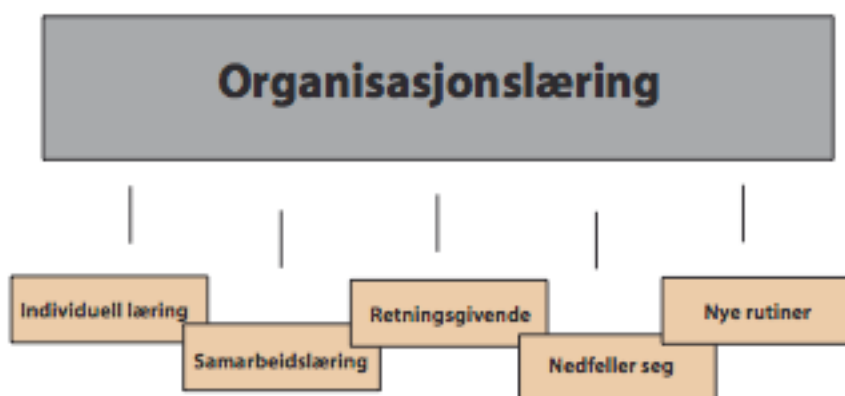 Organisasjonslæring
Individuell læring
Samarbeidslæring
Retningsgivende
Nedfeller seg
Nye rutiner